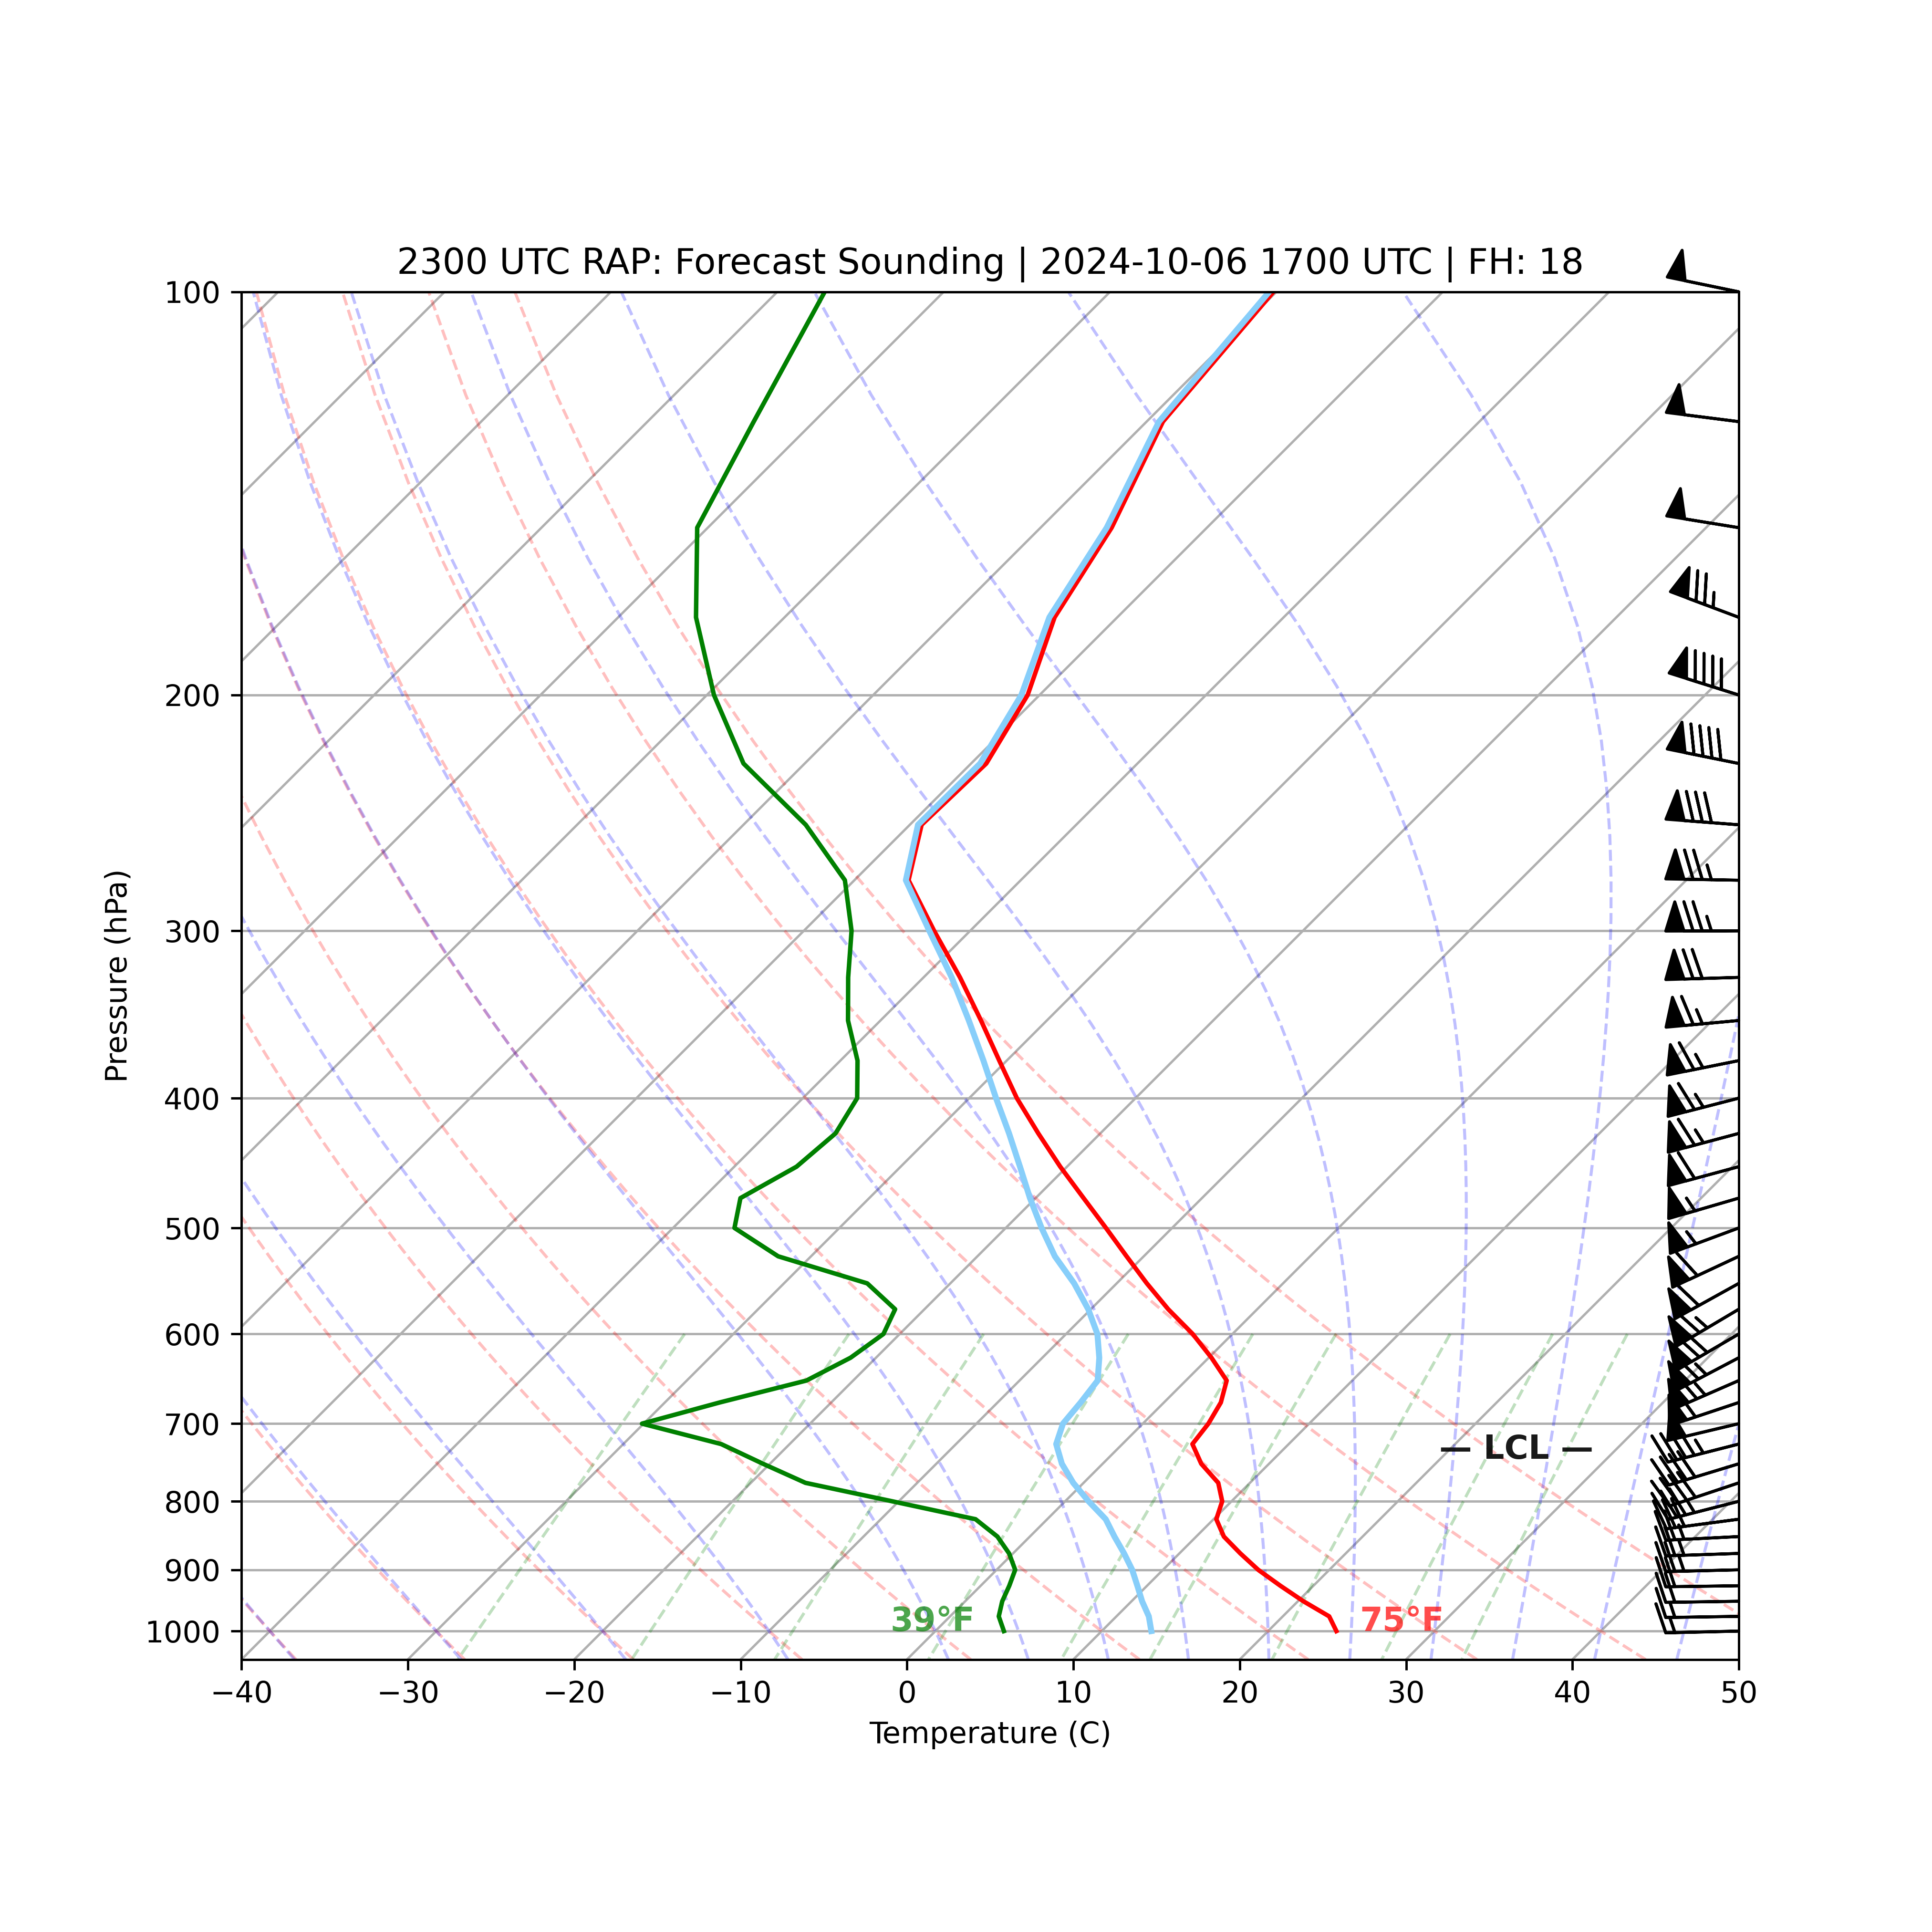 2300 UTC RAP: Forecast Sounding | 2024-10-06 1700 UTC | FH: 18
100
200
300
400
500
600
700
800
900
1000
Pressure (hPa)
— LCL —
39°F
75°F
−40 −30 −20 −10 0 10 20 30 40 50
Temperature (C)